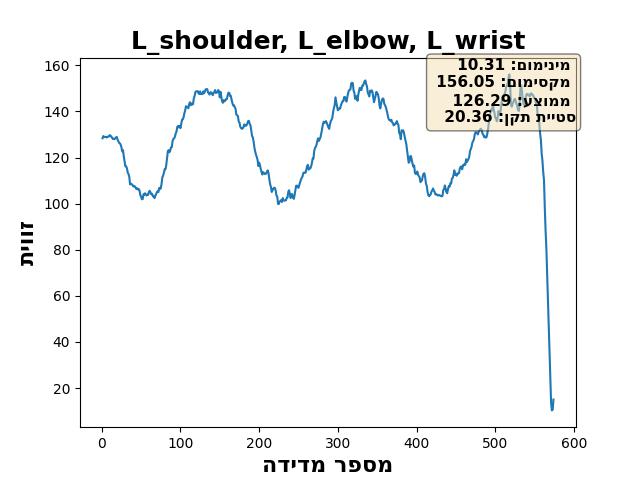 L_shoulder, L_elbow, L_wrist
מינימום: 10.31
מקסימום: 156.05
ממוצע: 126.29
סטיית תקן: 20.36
זווית
160
140
120
100
80
60
40
20
0 100 200 300 400 500 600
מספר מדידה